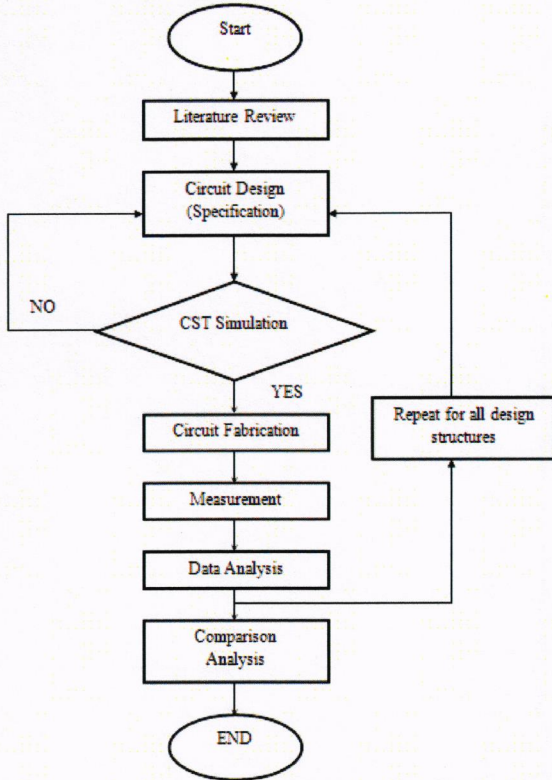 Start
Literature Review
Circuit Design
(Specification)
NO
CST Simulation
YES
Circuit Fabrication
Repeat for all design
structures
Measurement
Data Analysis
Comparison
Analysis
END